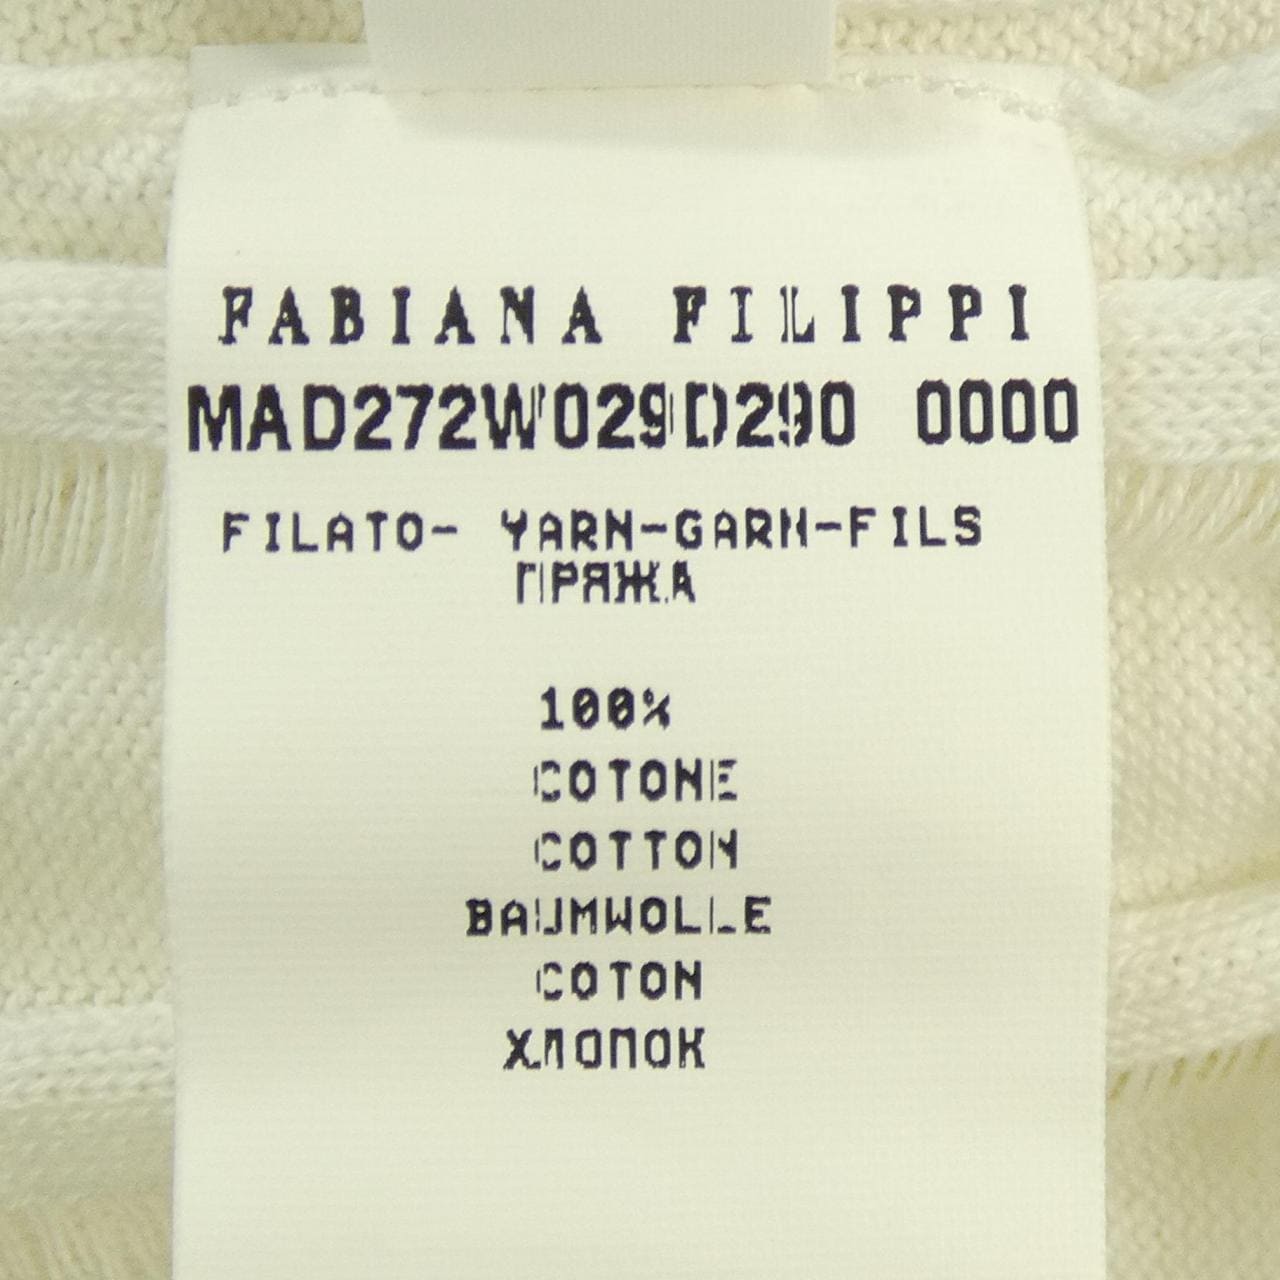 FABIANA FILIPPI
MAD272W029D290 0000
FILATO- YARN-GARN-FILS
ПРЯЖА
100%
COTONE
COTTON
BAUMWOLLE
COTON
ХЛОПОК